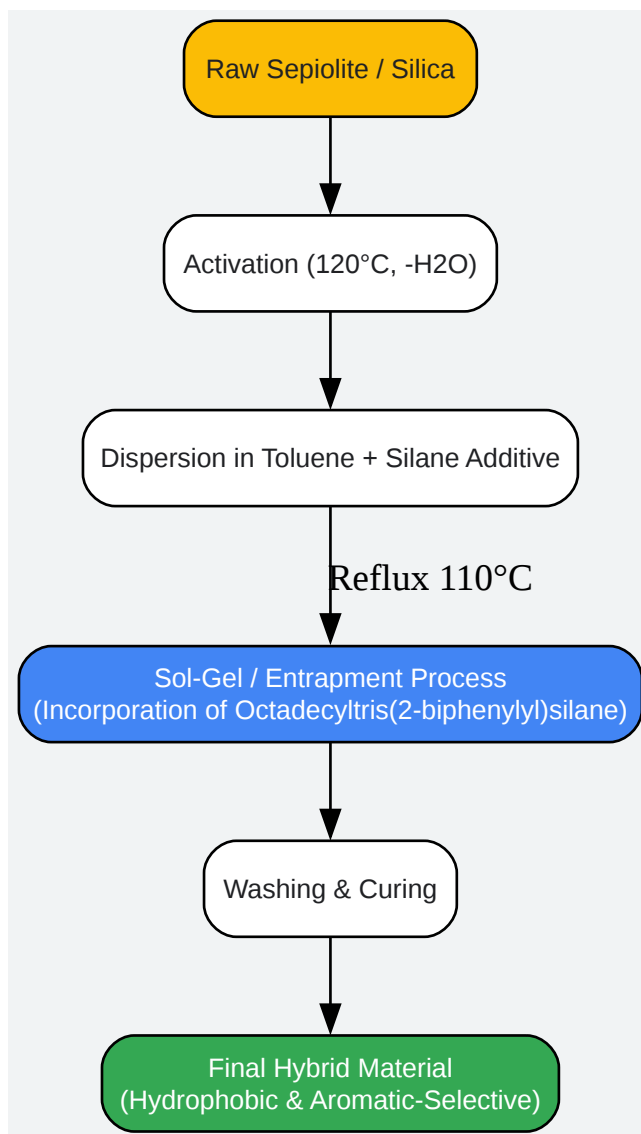 Raw Sepiolite / Silica
Activation (120°C, -H2O)
Dispersion in Toluene + Silane Additive
Reflux 110°C
Sol-Gel / Entrapment Process
(Incorporation of Octadecyltris(2-biphenylyl)silane)
Washing & Curing
Final Hybrid Material
(Hydrophobic & Aromatic-Selective)